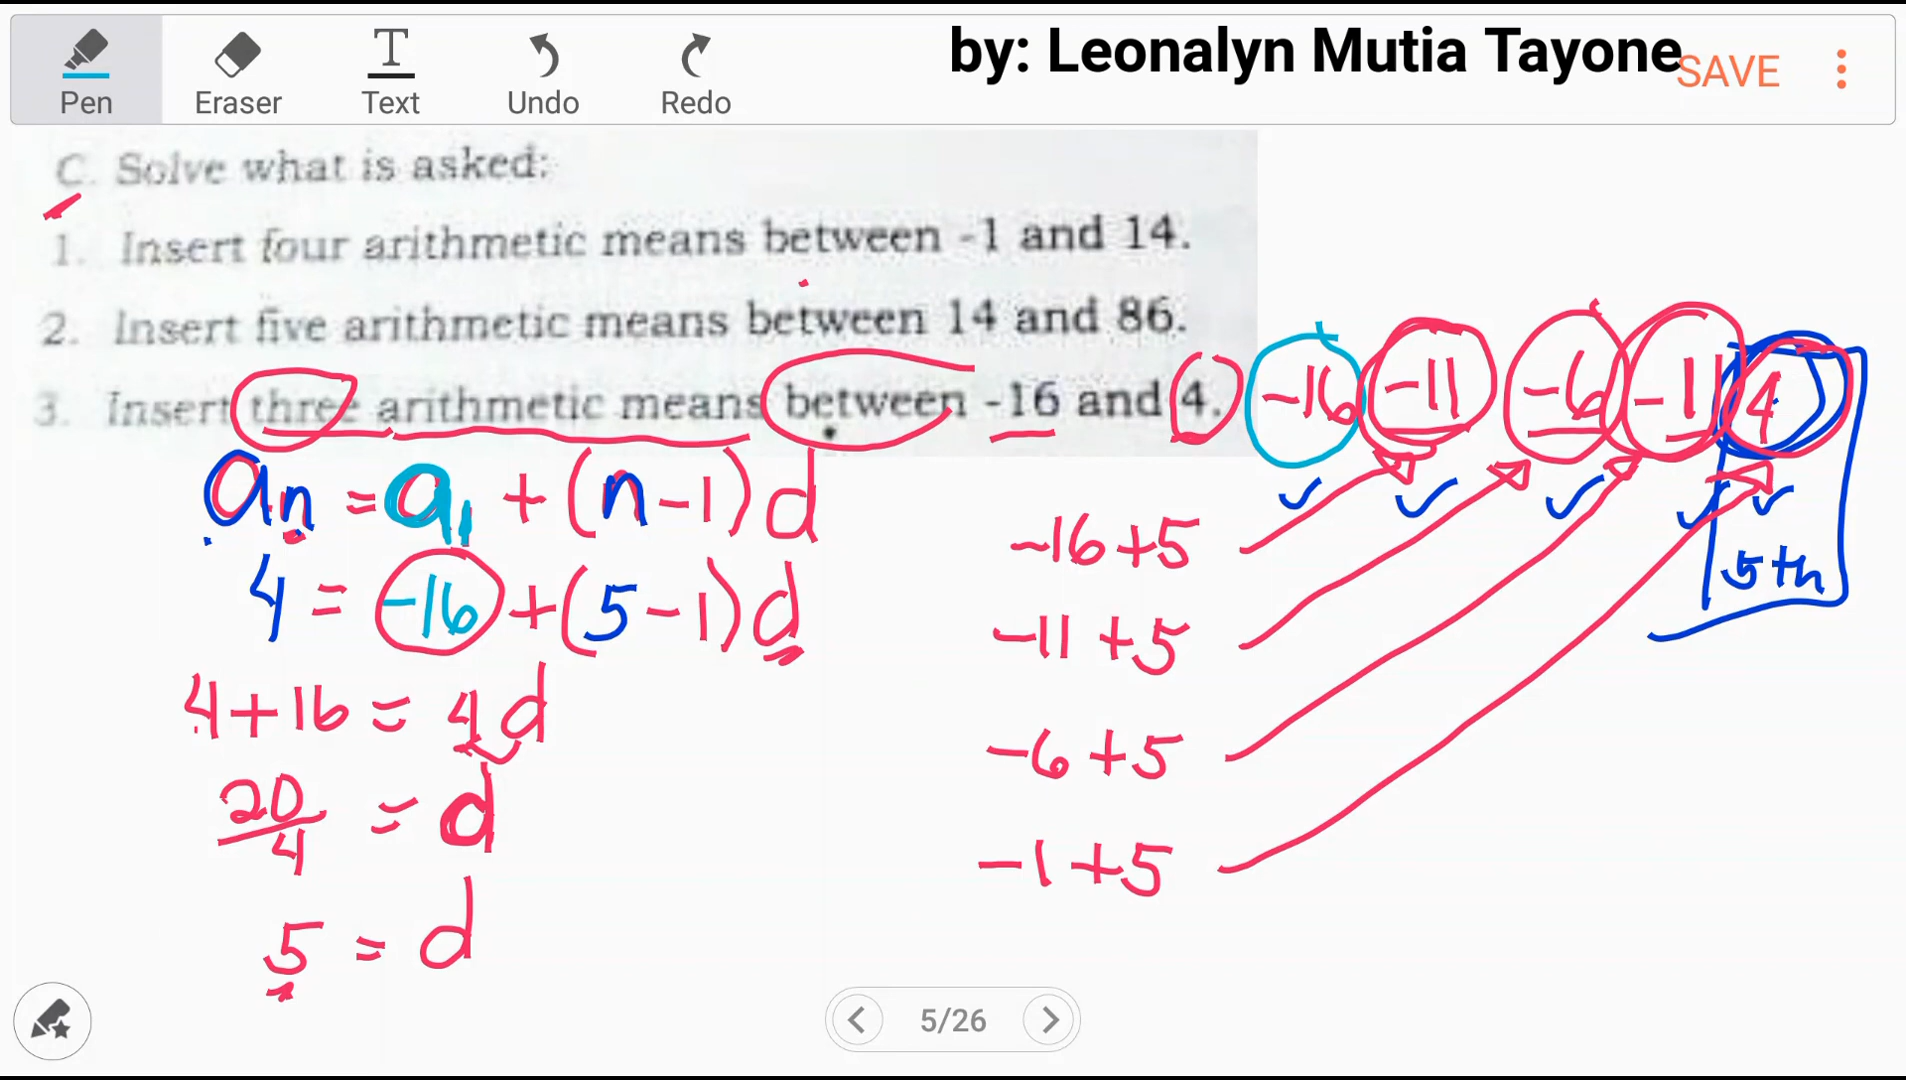 by: Leonalyn Mutia Tayone
SAVE
Pen
Eraser
Text
Undo
Redo
C. Solve what is asked:
1. Insert four arithmetic means between -1 and 14.
2. Insert five arithmetic means between 14 and 86.
3. Insert three arithmetic means between -16 and 4.
-16 -11 -6 -1 4
5th
an = a1 + (n-1)d
4 = -16 + (5-1)d
4+16 = 4d
20/4 = d
5 = d
-16+5
-11+5
-6+5
-1+5
5/26